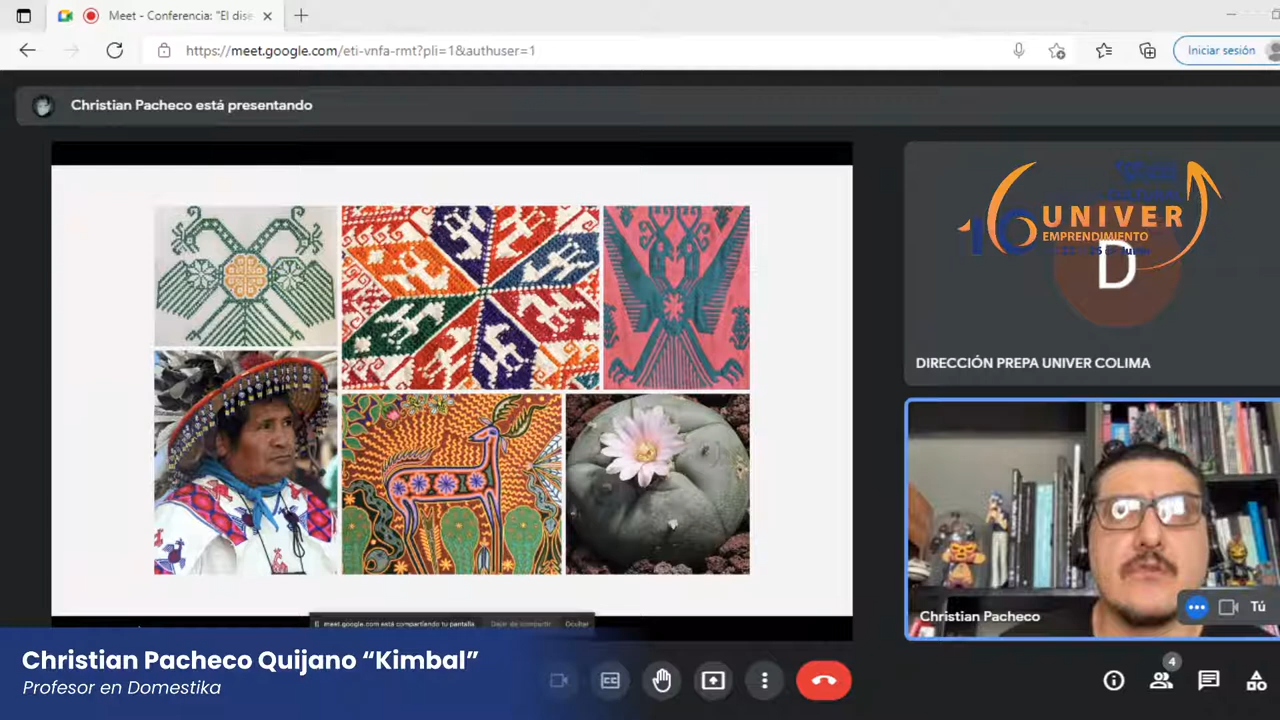 Meet - Conferencia: "El dise
https://meet.google.com/eti-vnfa-rmt?pli=1&authuser=1
Iniciar sesión
Christian Pacheco está presentando
UNIVER
EMPRENDIMIENTO
D
DIRECCIÓN PREPA UNIVER COLIMA
Christian Pacheco
Tú
meet.google.com está compartiendo tu pantalla
Dejar de compartir
Ocultar
Christian Pacheco Quijano “Kimbal”
Profesor en Domestika
4